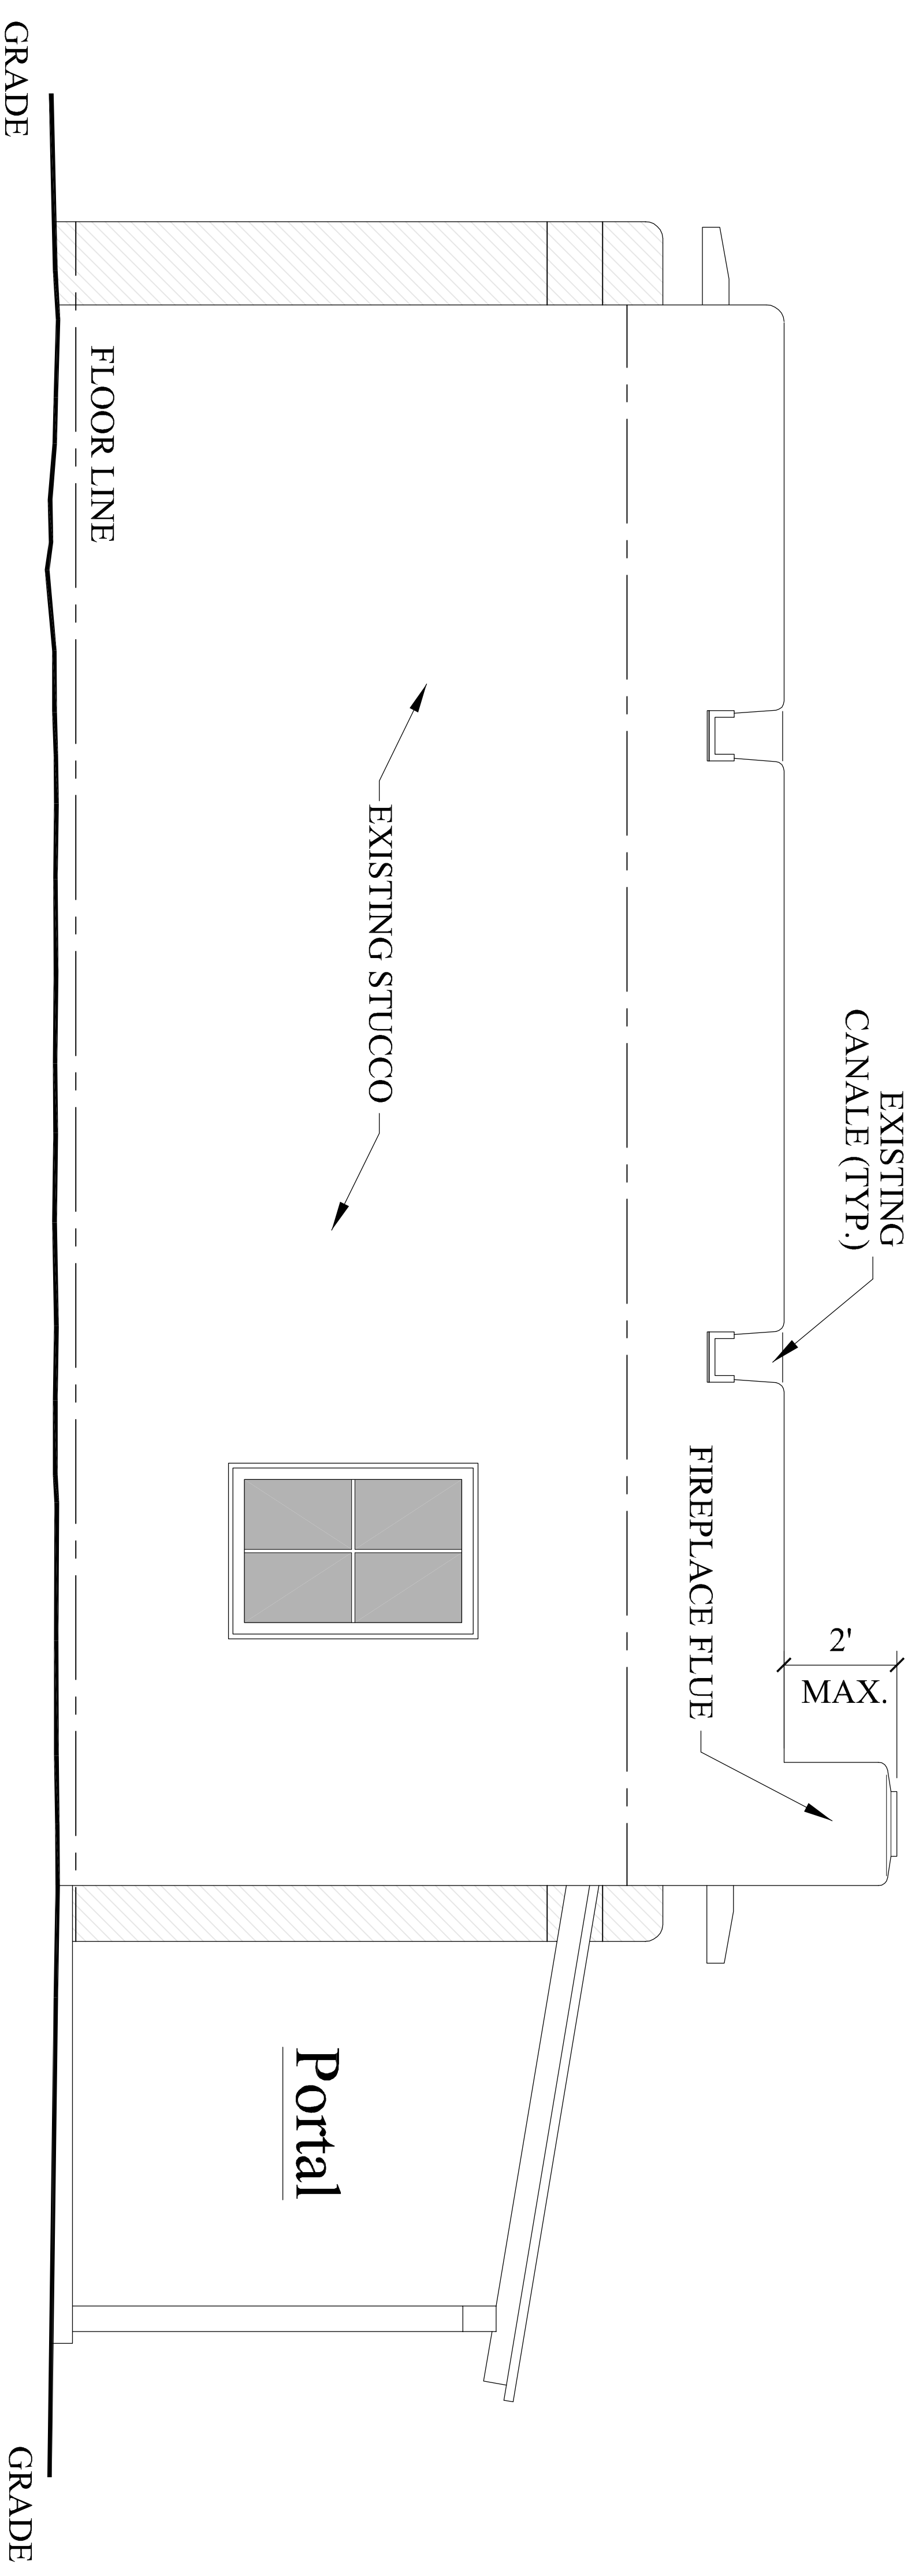 EXISTING
CANALE (TYP.)
2'
MAX.
FIREPLACE FLUE
EXISTING STUCCO
Portal
FLOOR LINE
GRADE
GRADE